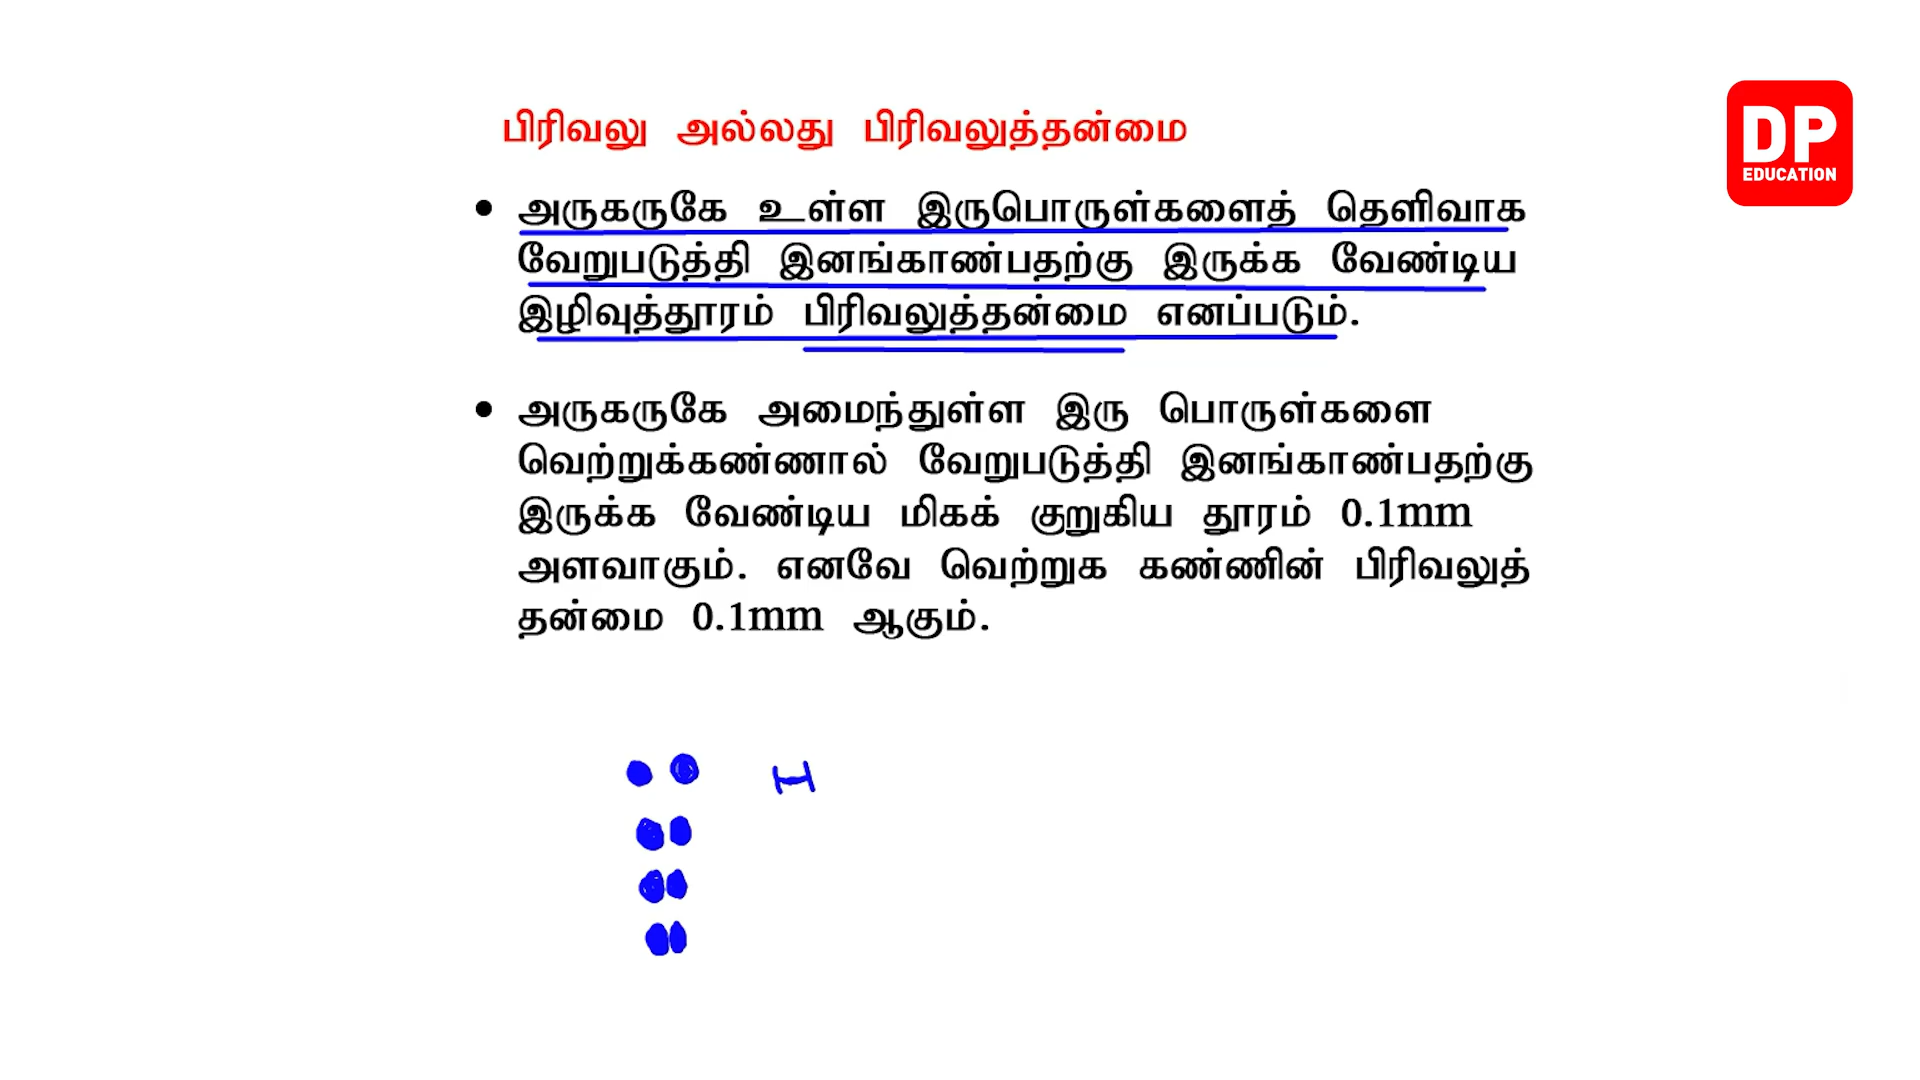 பிரிவலு அல்லது பிரிவலுத்தன்மை
DP
EDUCATION
• அருகருகே உள்ள இருபொருள்களைத் தெளிவாக
வேறுபடுத்தி இனங்காண்பதற்கு இருக்க வேண்டிய
இழிவுத்தூரம் பிரிவலுத்தன்மை எனப்படும்.
• அருகருகே அமைந்துள்ள இரு பொருள்களை
வெற்றுக்கண்ணால் வேறுபடுத்தி இனங்காண்பதற்கு
இருக்க வேண்டிய மிகக் குறுகிய தூரம் 0.1mm
அளவாகும். எனவே வெற்றுக கண்ணின் பிரிவலுத்
தன்மை 0.1mm ஆகும்.